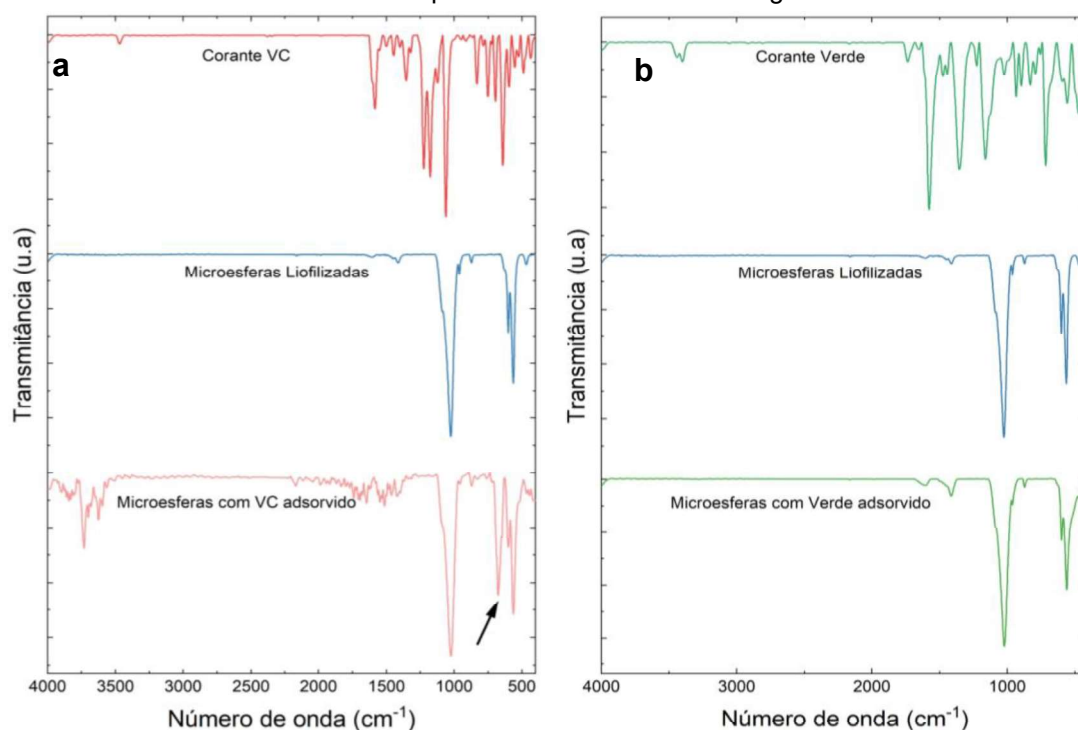 a
Corante VC
Microesferas Liofilizadas
Microesferas com VC adsorvido
Transmitância (u.a)
4000 3500 3000 2500 2000 1500 1000 500
Número de onda (cm⁻¹)
b
Corante Verde
Microesferas Liofilizadas
Microesferas com Verde adsorvido
Transmitância (u.a)
4000 3000 2000 1000
Número de onda (cm⁻¹)